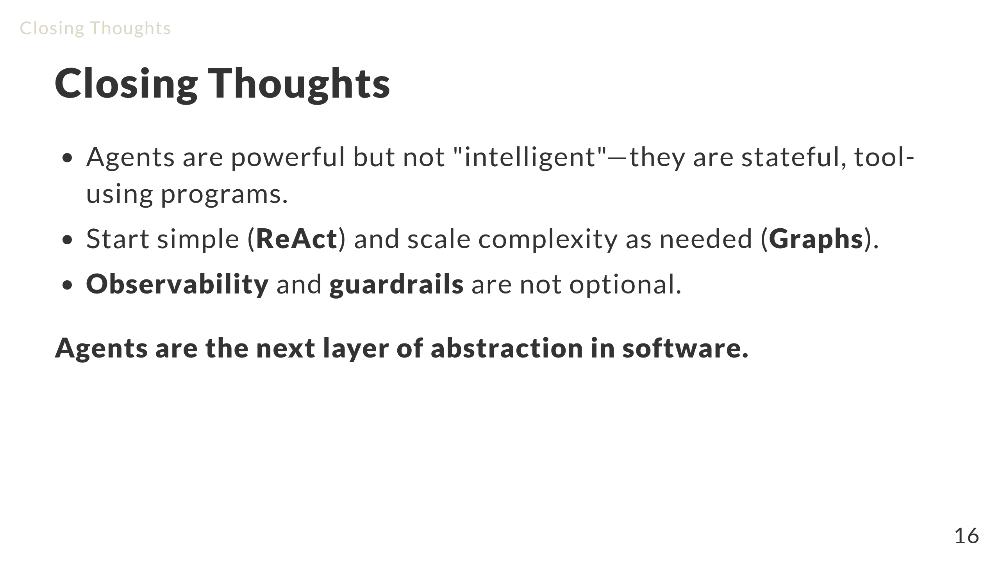 Closing Thoughts
Closing Thoughts
• Agents are powerful but not "intelligent"—they are stateful, tool-
using programs.
• Start simple (ReAct) and scale complexity as needed (Graphs).
• Observability and guardrails are not optional.
Agents are the next layer of abstraction in software.
16